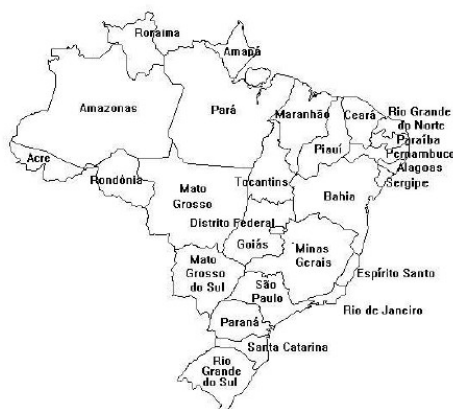 Roraima
Amapá
Amazonas
Pará
Maranhão
Ceará
Rio Grande
do Norte
Paraíba
Piauí
Pernambuco
Acre
Alagoas
Rondônia
Tocantins
Sergipe
Mato
Grosso
Bahia
Distrito Federal
Goiás
Minas
Gerais
Mato
Grosso
do Sul
Espírito Santo
São
Paulo
Rio de Janeiro
Paraná
Santa Catarina
Rio
Grande
do Sul